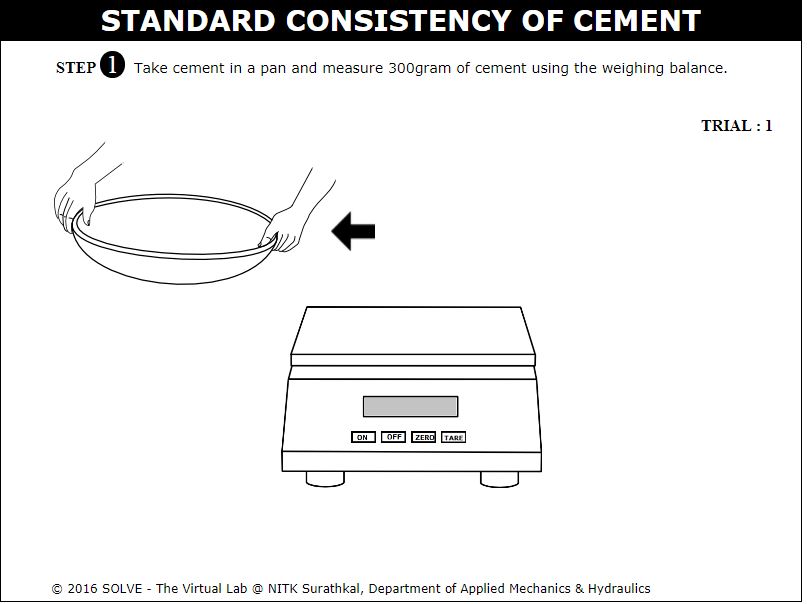 STANDARD CONSISTENCY OF CEMENT
STEP 1 Take cement in a pan and measure 300gram of cement using the weighing balance.
TRIAL : 1
ON OFF ZERO TARE
© 2016 SOLVE - The Virtual Lab @ NITK Surathkal, Department of Applied Mechanics & Hydraulics